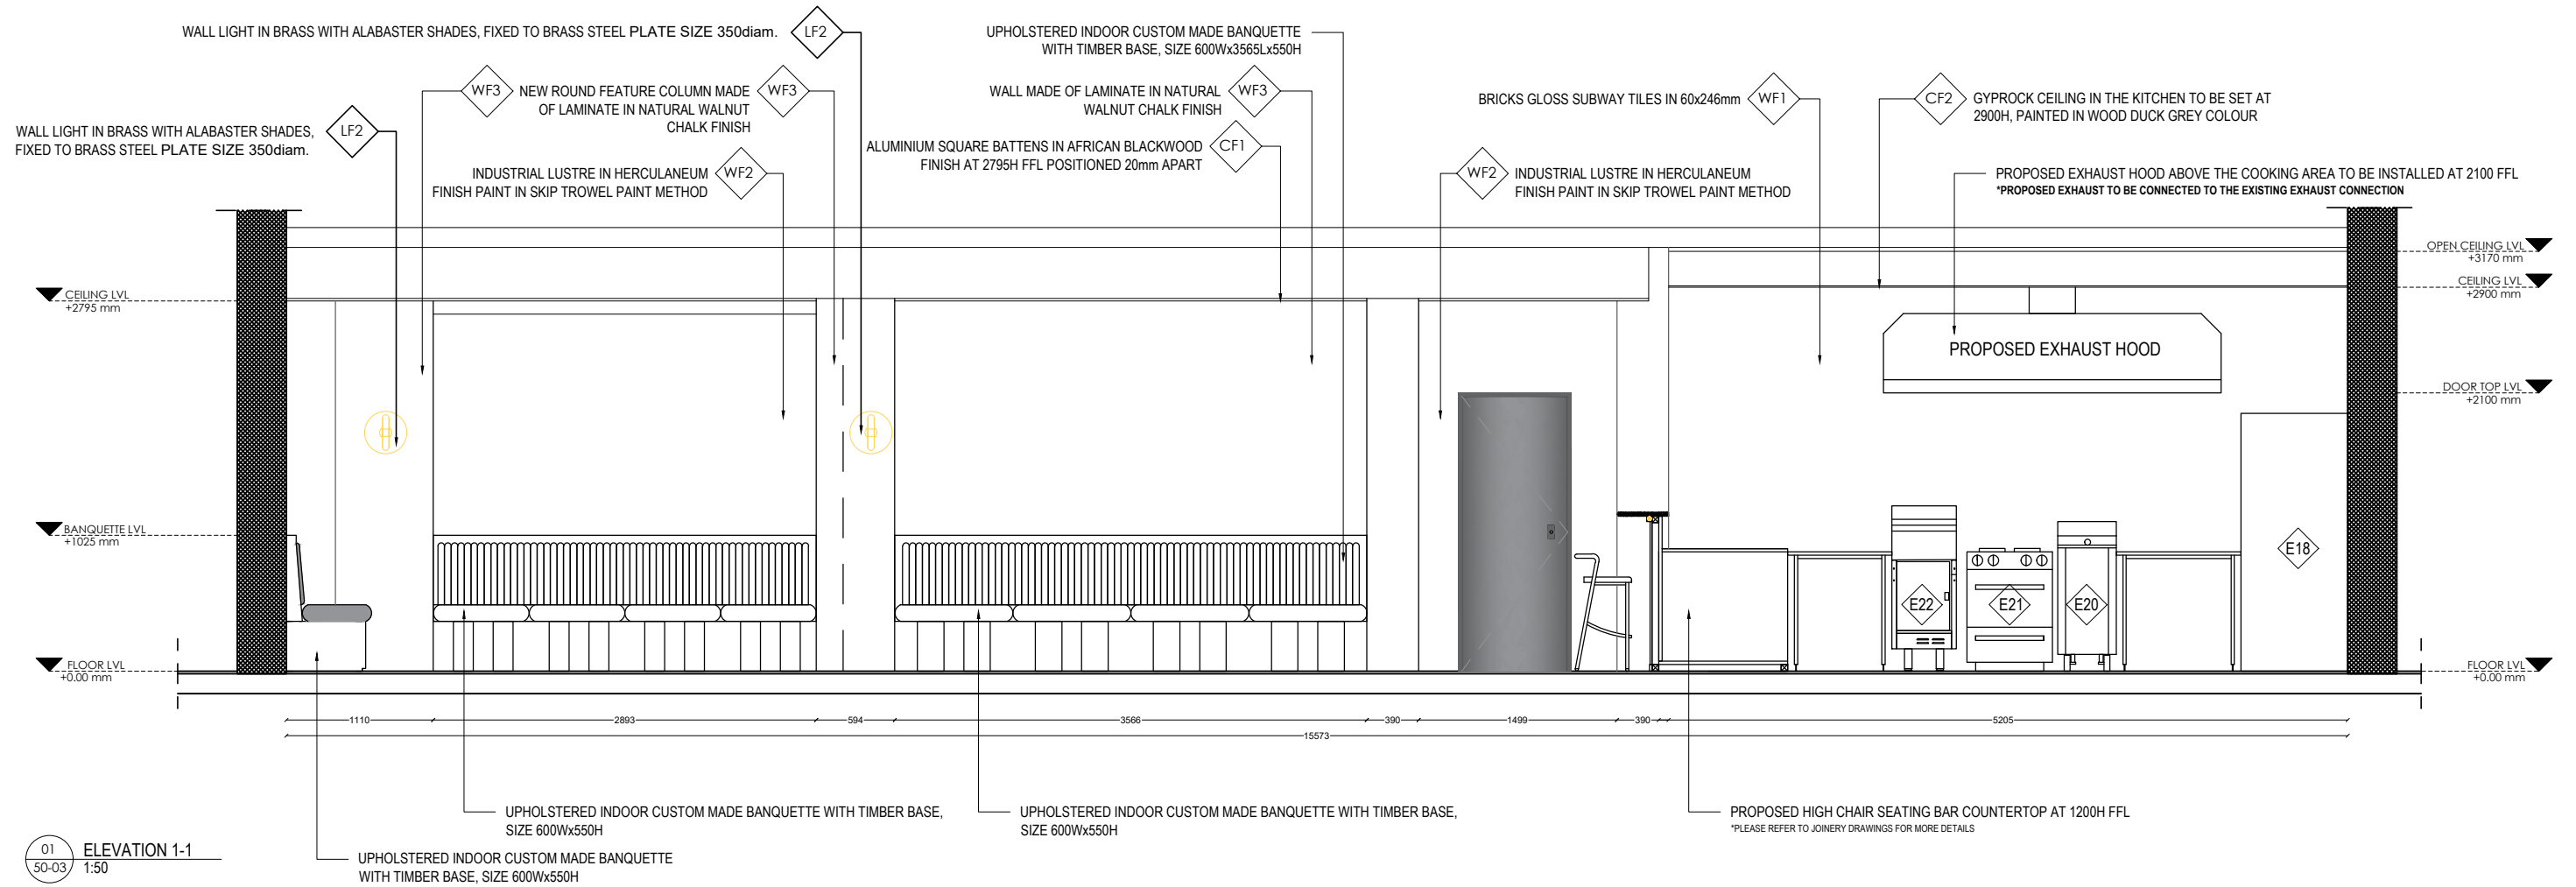 WALL LIGHT IN BRASS WITH ALABASTER SHADES, FIXED TO BRASS STEEL PLATE SIZE 350diam.
LF2
UPHOLSTERED INDOOR CUSTOM MADE BANQUETTE
WITH TIMBER BASE, SIZE 600Wx3565Lx550H
WF3
NEW ROUND FEATURE COLUMN MADE
OF LAMINATE IN NATURAL WALNUT
CHALK FINISH
WF3
WALL MADE OF LAMINATE IN NATURAL
WALNUT CHALK FINISH
WF3
BRICKS GLOSS SUBWAY TILES IN 60x246mm
WF1
CF2
GYPROCK CEILING IN THE KITCHEN TO BE SET AT
2900H, PAINTED IN WOOD DUCK GREY COLOUR
WALL LIGHT IN BRASS WITH ALABASTER SHADES,
FIXED TO BRASS STEEL PLATE SIZE 350diam.
LF2
ALUMINIUM SQUARE BATTENS IN AFRICAN BLACKWOOD
FINISH AT 2795H FFL POSITIONED 20mm APART
CF1
INDUSTRIAL LUSTRE IN HERCULANEUM
FINISH PAINT IN SKIP TROWEL PAINT METHOD
WF2
WF2
INDUSTRIAL LUSTRE IN HERCULANEUM
FINISH PAINT IN SKIP TROWEL PAINT METHOD
PROPOSED EXHAUST HOOD ABOVE THE COOKING AREA TO BE INSTALLED AT 2100 FFL
*PROPOSED EXHAUST TO BE CONNECTED TO THE EXISTING EXHAUST CONNECTION
OPEN CEILING LVL
+3170 mm
CEILING LVL
+2795 mm
CEILING LVL
+2900 mm
PROPOSED EXHAUST HOOD
DOOR TOP LVL
+2100 mm
BANQUETTE LVL
+1025 mm
E18
E22
E21
E20
FLOOR LVL
+0.00 mm
FLOOR LVL
+0.00 mm
1110
2893
594
3566
390
1499
390
5205
15573
UPHOLSTERED INDOOR CUSTOM MADE BANQUETTE WITH TIMBER BASE,
SIZE 600Wx550H
UPHOLSTERED INDOOR CUSTOM MADE BANQUETTE WITH TIMBER BASE,
SIZE 600Wx550H
PROPOSED HIGH CHAIR SEATING BAR COUNTERTOP AT 1200H FFL
*PLEASE REFER TO JOINERY DRAWINGS FOR MORE DETAILS
01
50-03
ELEVATION 1-1
1:50
UPHOLSTERED INDOOR CUSTOM MADE BANQUETTE
WITH TIMBER BASE, SIZE 600Wx550H